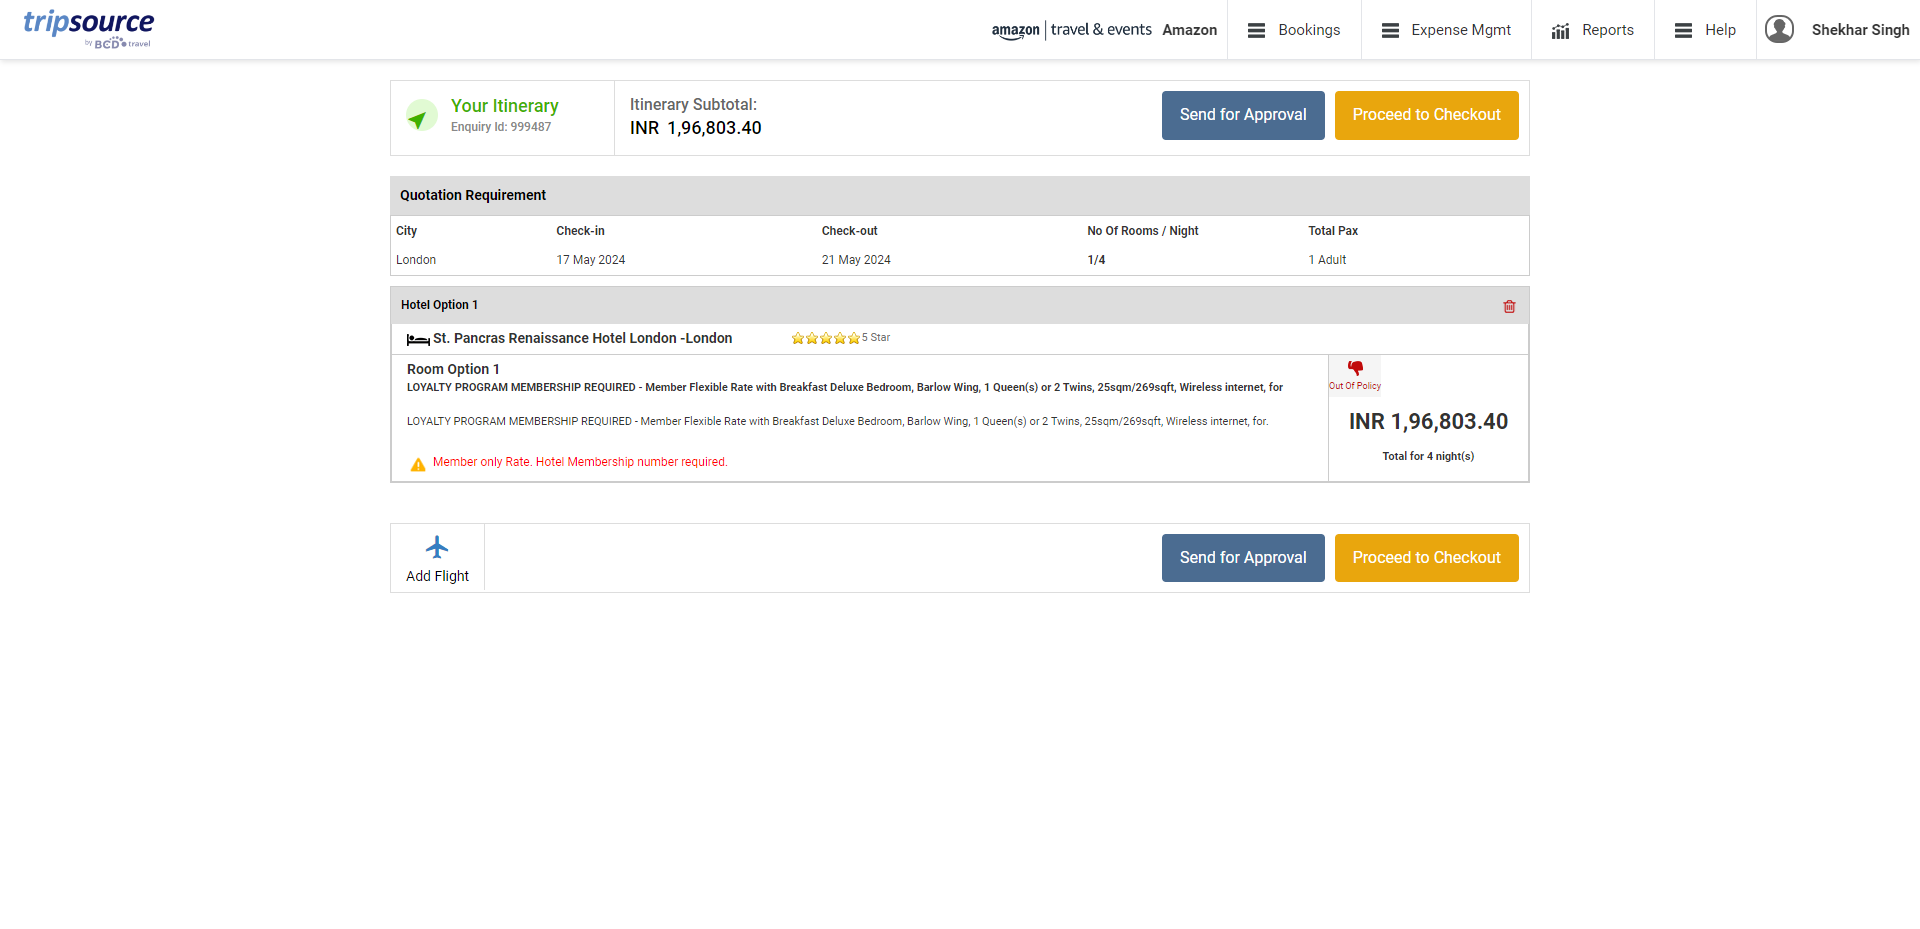 tripsource
by BCD travel
amazon | travel & events Amazon
Bookings
Expense Mgmt
Reports
Help
Shekhar Singh
Your Itinerary
Enquiry Id: 999487
Itinerary Subtotal:
INR 1,96,803.40
Send for Approval
Proceed to Checkout
Quotation Requirement
City Check-in Check-out No Of Rooms / Night Total Pax
London 17 May 2024 21 May 2024 1/4 1 Adult
Hotel Option 1
St. Pancras Renaissance Hotel London -London 5 Star
Room Option 1
LOYALTY PROGRAM MEMBERSHIP REQUIRED - Member Flexible Rate with Breakfast Deluxe Bedroom, Barlow Wing, 1 Queen(s) or 2 Twins, 25sqm/269sqft, Wireless internet, for
LOYALTY PROGRAM MEMBERSHIP REQUIRED - Member Flexible Rate with Breakfast Deluxe Bedroom, Barlow Wing, 1 Queen(s) or 2 Twins, 25sqm/269sqft, Wireless internet, for.
Member only Rate. Hotel Membership number required.
Out Of Policy
INR 1,96,803.40
Total for 4 night(s)
Add Flight
Send for Approval
Proceed to Checkout